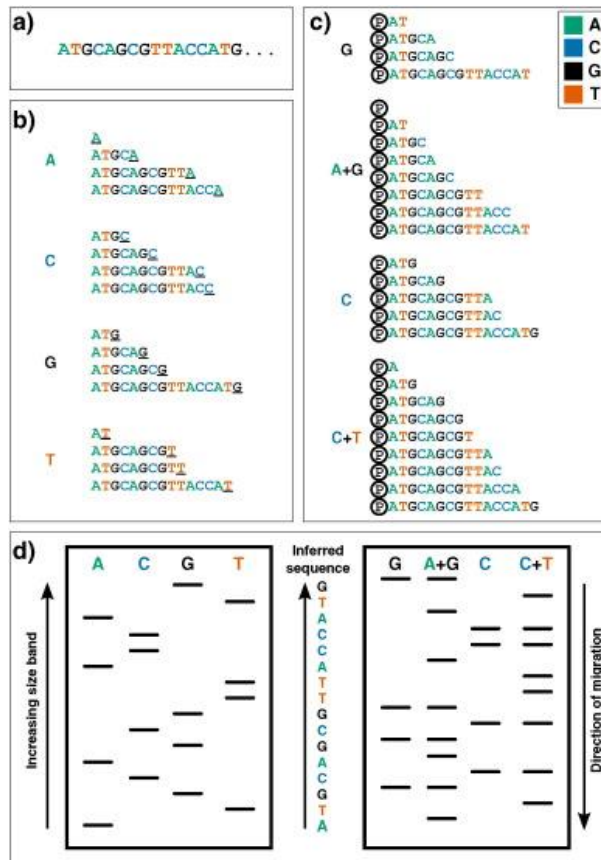 a)
ATGCAGCGTTACCATG...
b)
A
A
ATGCA
ATGCAGCGTTA
ATGCAGCGTTACCA
C
ATGC
ATGCAGC
ATGCAGCGTTAC
ATGCAGCGTTACC
G
ATG
ATGCAG
ATGCAGCG
ATGCAGCGTTACCATG
T
AT
ATGCAGCGT
ATGCAGCGTT
ATGCAGCGTTACCAT
c)
G
PAT
PATGCA
PATGCAGC
PATGCAGCGTTACCAT
A+G
P
PAT
PATGC
PATGCA
PATGCAGC
PATGCAGCGTT
PATGCAGCGTTACC
PATGCAGCGTTACCAT
C
PATG
PATGCAG
PATGCAGCGTTA
PATGCAGCGTTAC
PATGCAGCGTTACCATG
C+T
PA
PATG
PATGCAG
PATGCAGCG
PATGCAGCGT
PATGCAGCGTTA
PATGCAGCGTTAC
PATGCAGCGTTACCA
PATGCAGCGTTACCATG
A
C
G
T
d)
A C G T
Increasing size band
Inferred
sequence
G
T
A
C
C
A
T
T
G
C
G
A
C
G
T
A
G A+G C C+T
Direction of migration